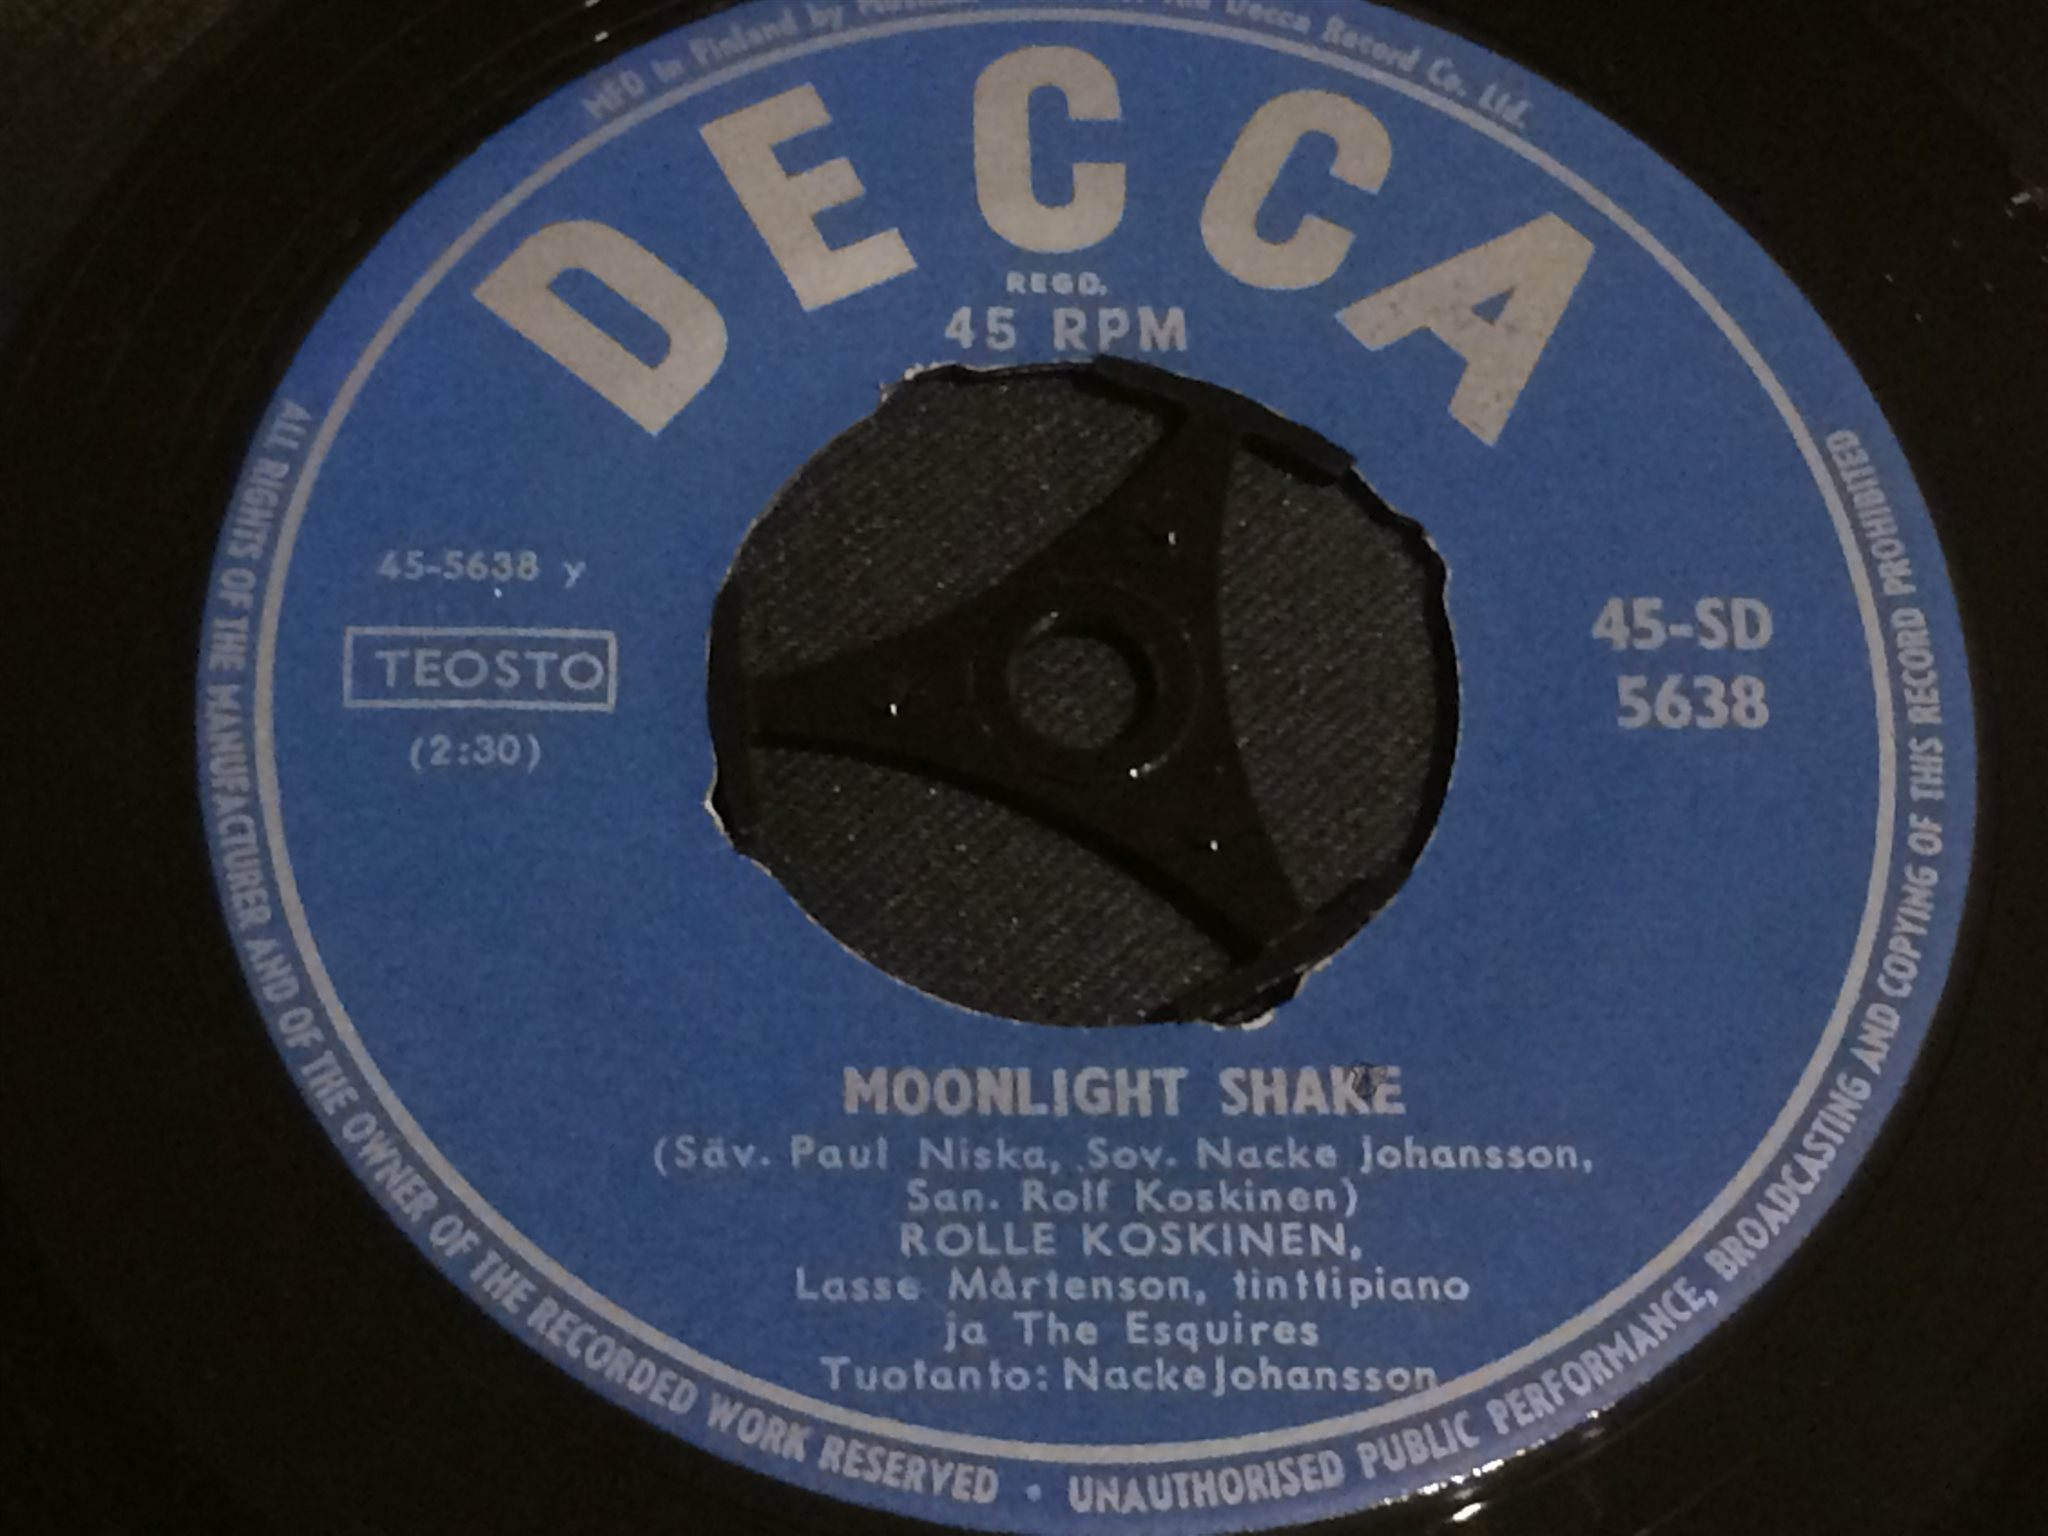 MFD in Finland by The Decca Record Co. Ltd.
DECCA
REGD.
45 RPM
45-5638 y
TEOSTO
(2:30)
45-SD
5638
MOONLIGHT SHAKE
(Säv. Paul Niska, Sov. Nacke Johansson,
San. Rolf Koskinen)
ROLLE KOSKINEN,
Lasse Mårtenson, tinttipiano
ja The Esquires
Tuotanto: Nacke Johansson
ALL RIGHTS OF THE MANUFACTURER AND OF THE OWNER OF THE RECORDED WORK RESERVED • UNAUTHORISED PUBLIC PERFORMANCE, BROADCASTING AND COPYING OF THIS RECORD PROHIBITED